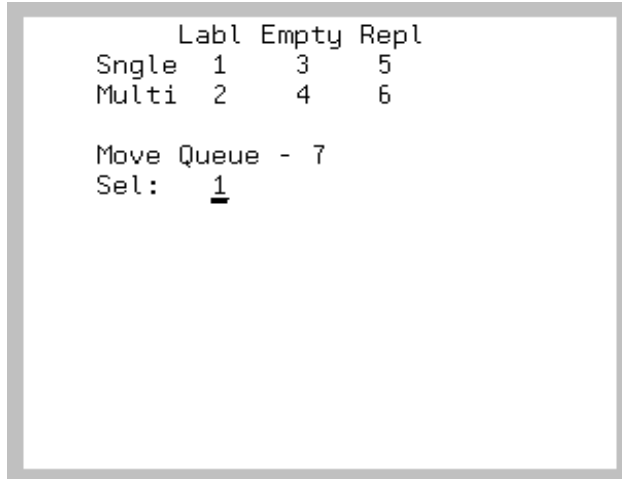 Labl Empty Repl
Sngle 1 3 5
Multi 2 4 6
Move Queue - 7
Sel: 1